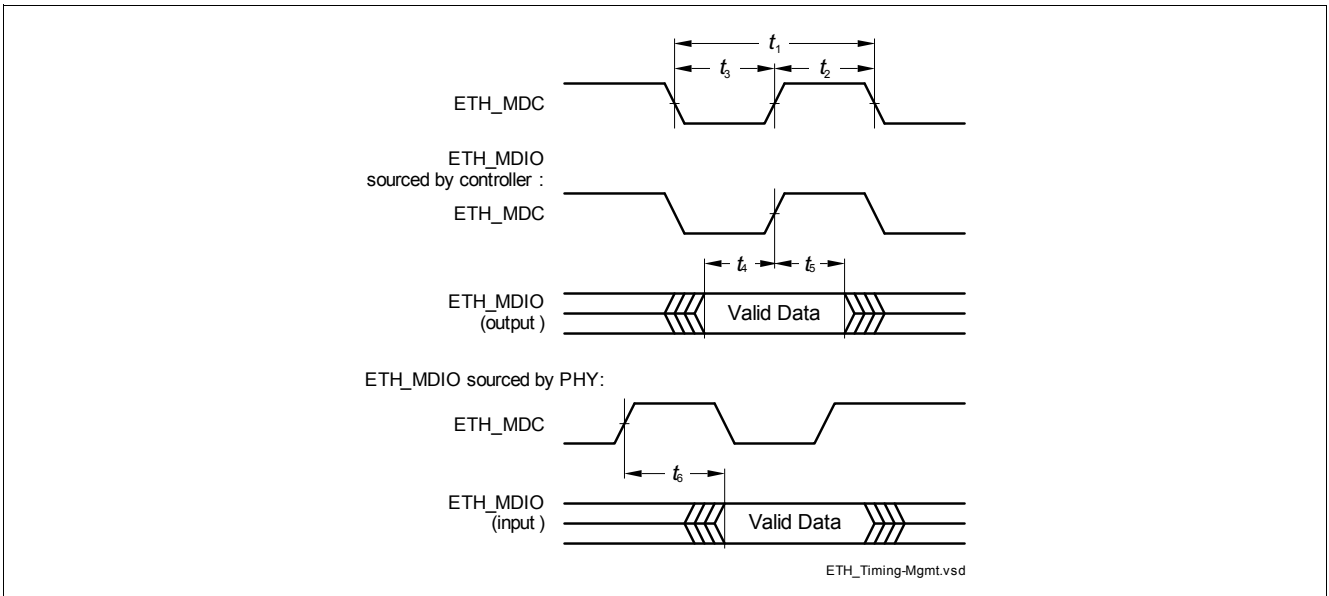 t₁
t₃ t₂
ETH_MDC
ETH_MDIO
sourced by controller :
ETH_MDC
t₄ t₅
ETH_MDIO
(output )
Valid Data
ETH_MDIO sourced by PHY:
ETH_MDC
t₆
ETH_MDIO
(input )
Valid Data
ETH_Timing-Mgmt.vsd